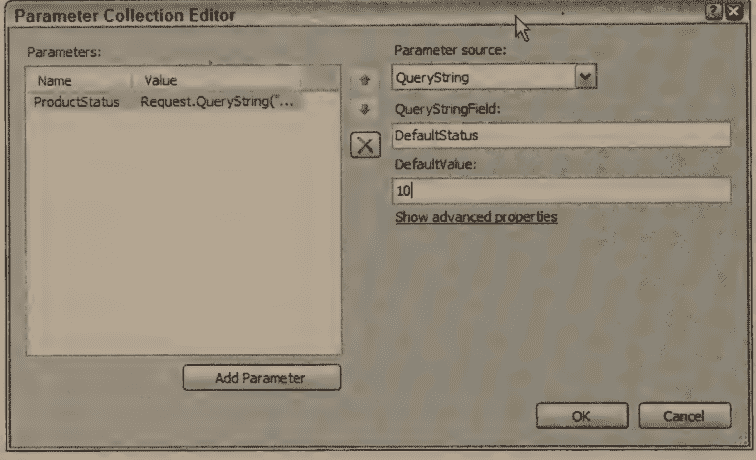 Parameter Collection Editor
Parameters:
Name Value
ProductStatus Request.QueryString("...
Add Parameter
Parameter source:
QueryString
QueryStringField:
DefaultStatus
DefaultValue:
10
Show advanced properties
OK Cancel